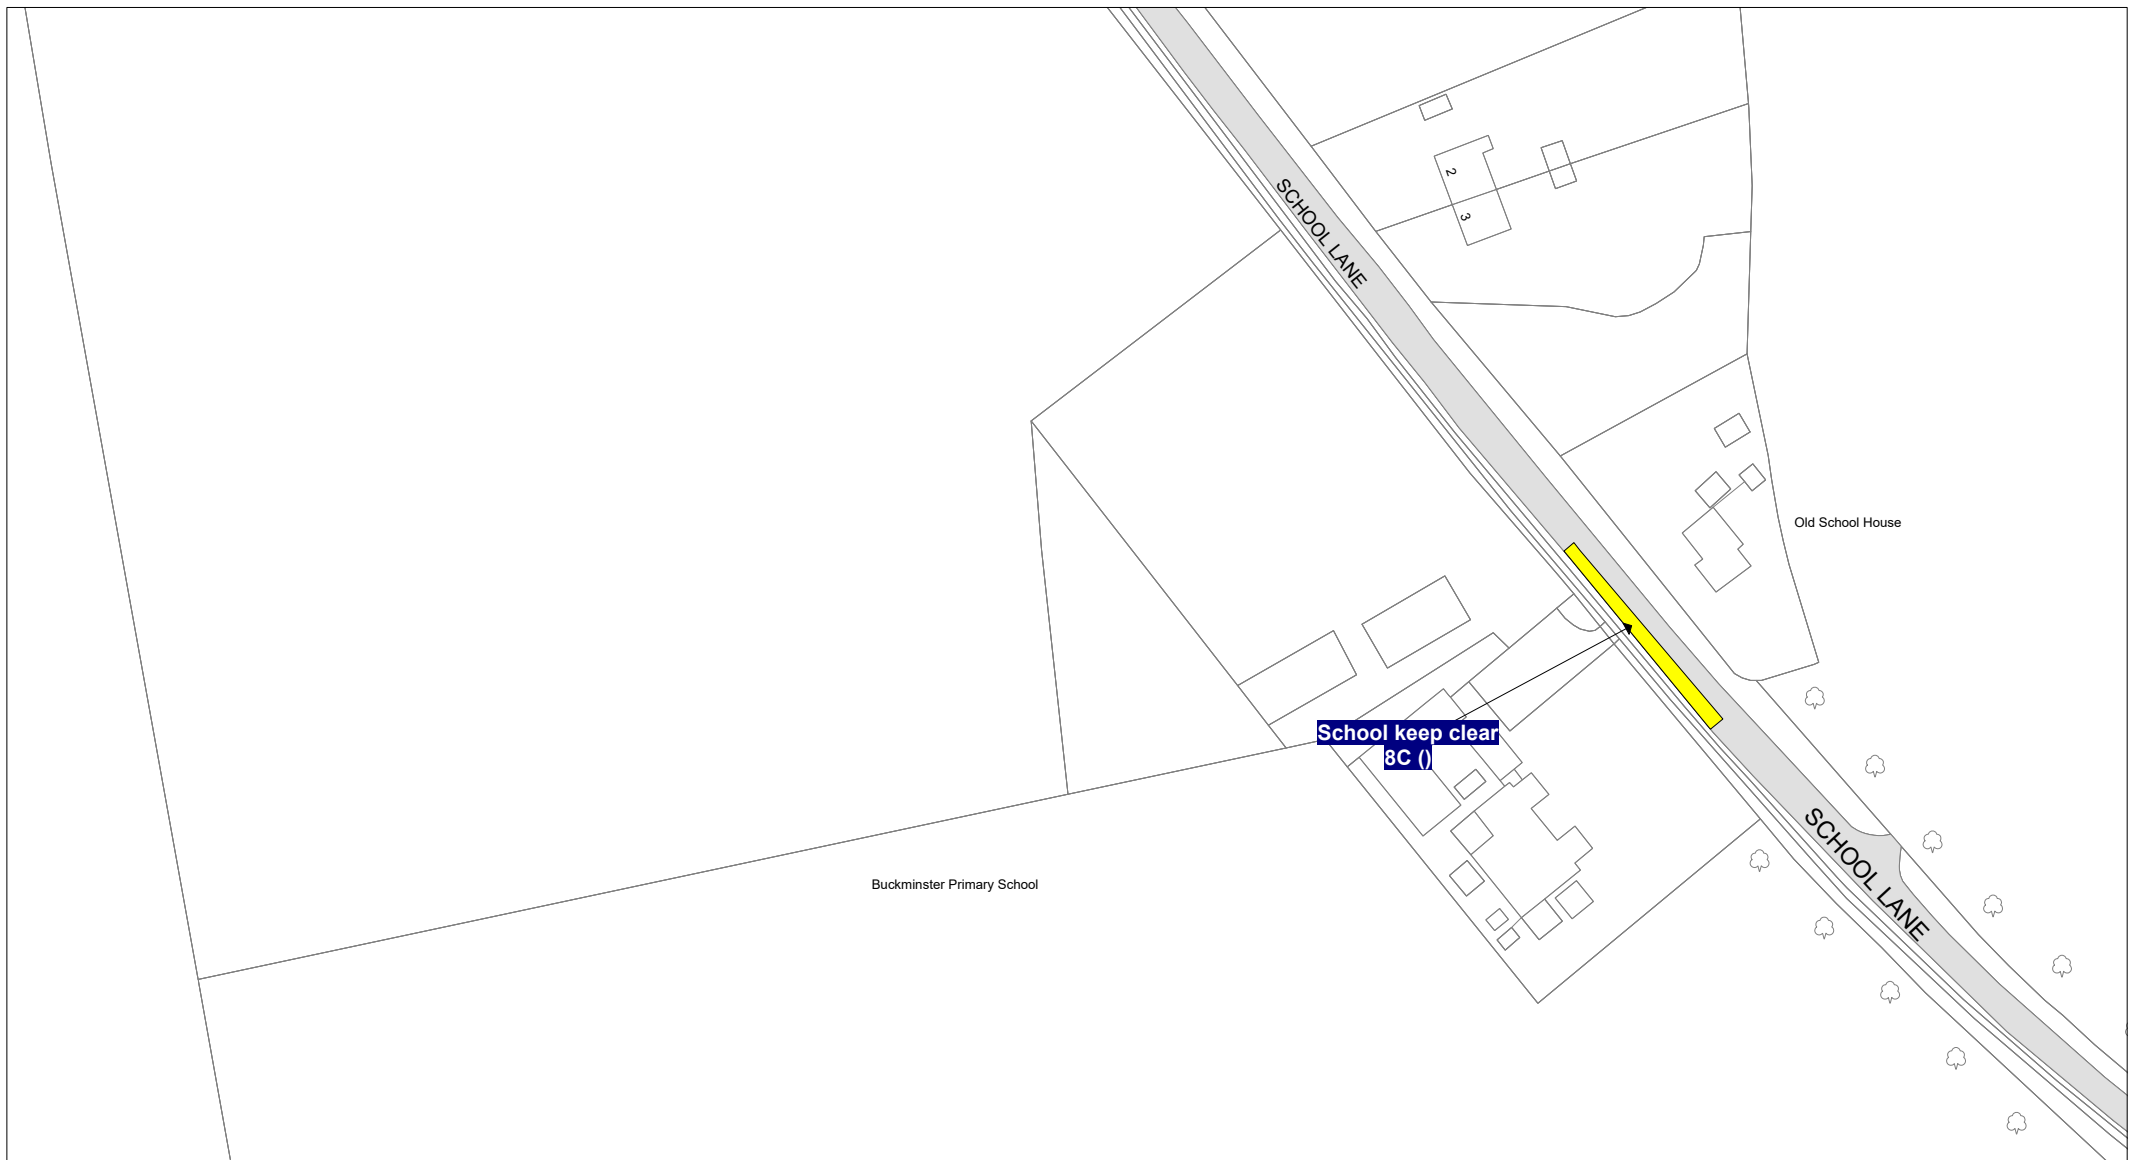 SCHOOL LANE
2
3
Old School House
School keep clear
8C ()
SCHOOL LANE
Buckminster Primary School